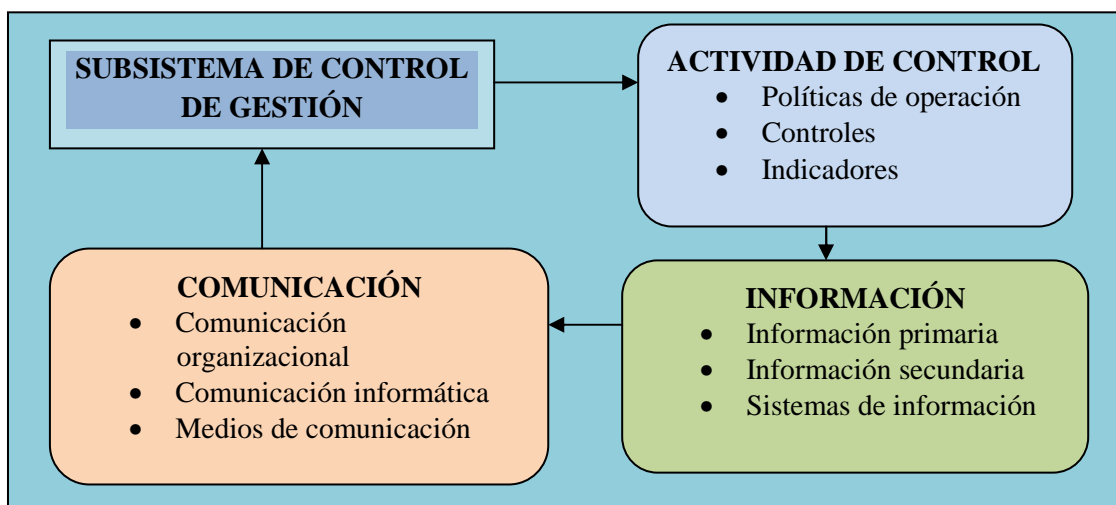 SUBSISTEMA DE CONTROL
DE GESTIÓN
ACTIVIDAD DE CONTROL
• Políticas de operación
• Controles
• Indicadores
INFORMACIÓN
• Información primaria
• Información secundaria
• Sistemas de información
COMUNICACIÓN
• Comunicación
organizacional
• Comunicación informática
• Medios de comunicación